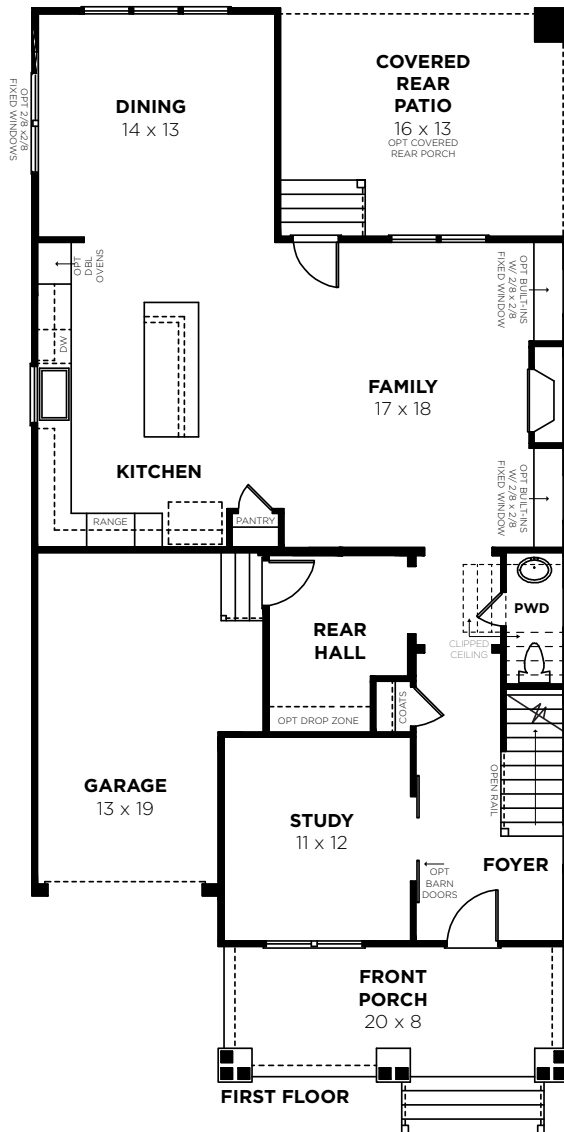 DINING
14 x 13
OPT 2/8 x2/8
FIXED WINDOWS
COVERED
REAR
PATIO
16 x 13
OPT COVERED
REAR PORCH
OPT
DBL
OVENS
DW
OPT BUILT-INS
W/ 2/8 x 2/8
FIXED WINDOW
FAMILY
17 x 18
KITCHEN
OPT BUILT-INS
W/ 2/8 x 2/8
FIXED WINDOW
RANGE
PANTRY
REAR
HALL
PWD
CLIPPED
CEILING
COATS
OPT DROP ZONE
GARAGE
13 x 19
STUDY
11 x 12
OPEN RAIL
FOYER
OPT
BARN
DOORS
FRONT
PORCH
20 x 8
FIRST FLOOR